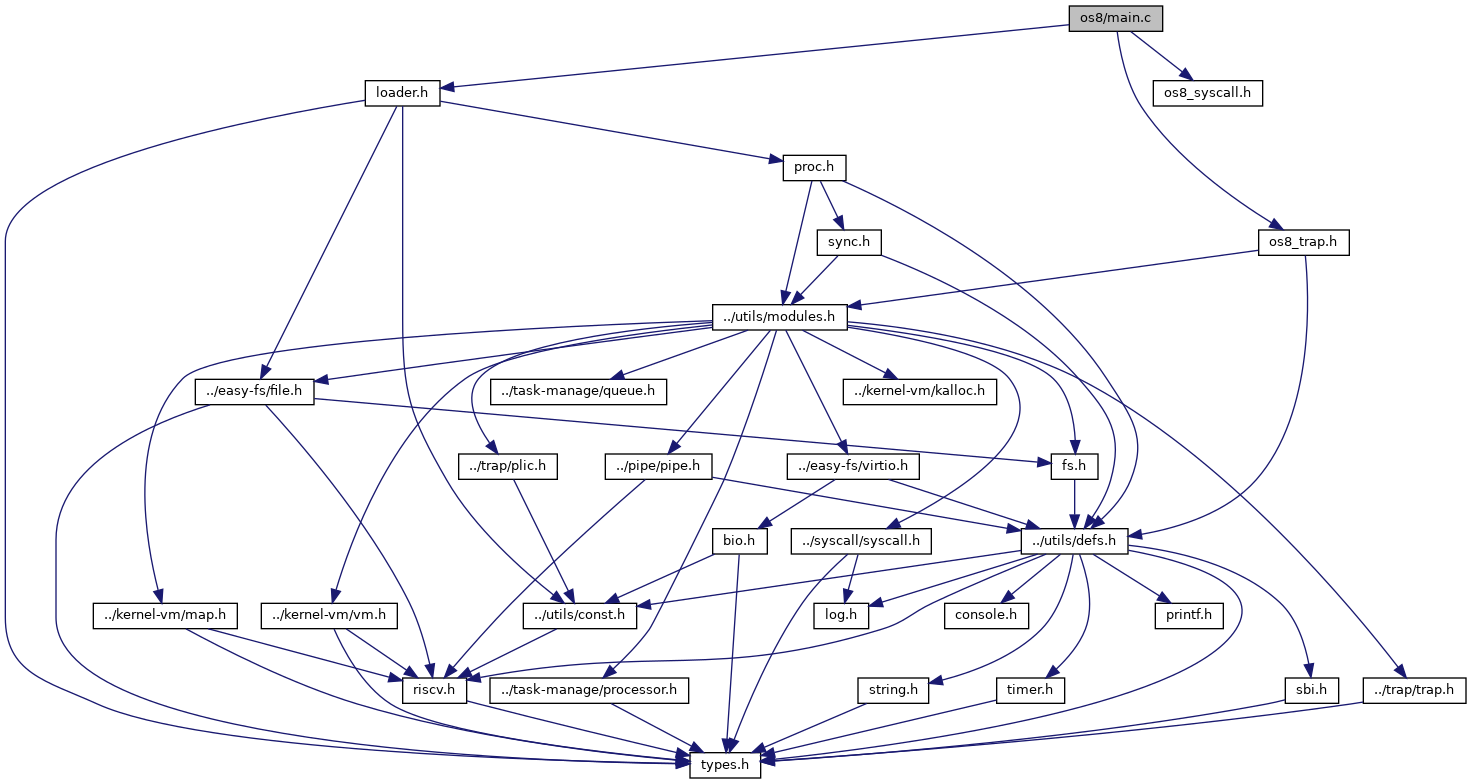 os8/main.c
loader.h
os8_syscall.h
proc.h
sync.h
os8_trap.h
../utils/modules.h
../easy-fs/file.h
../task-manage/queue.h
../kernel-vm/kalloc.h
../trap/plic.h
../pipe/pipe.h
../easy-fs/virtio.h
fs.h
bio.h
../syscall/syscall.h
../utils/defs.h
../kernel-vm/map.h
../kernel-vm/vm.h
../utils/const.h
log.h
console.h
printf.h
riscv.h
../task-manage/processor.h
string.h
timer.h
sbi.h
../trap/trap.h
types.h